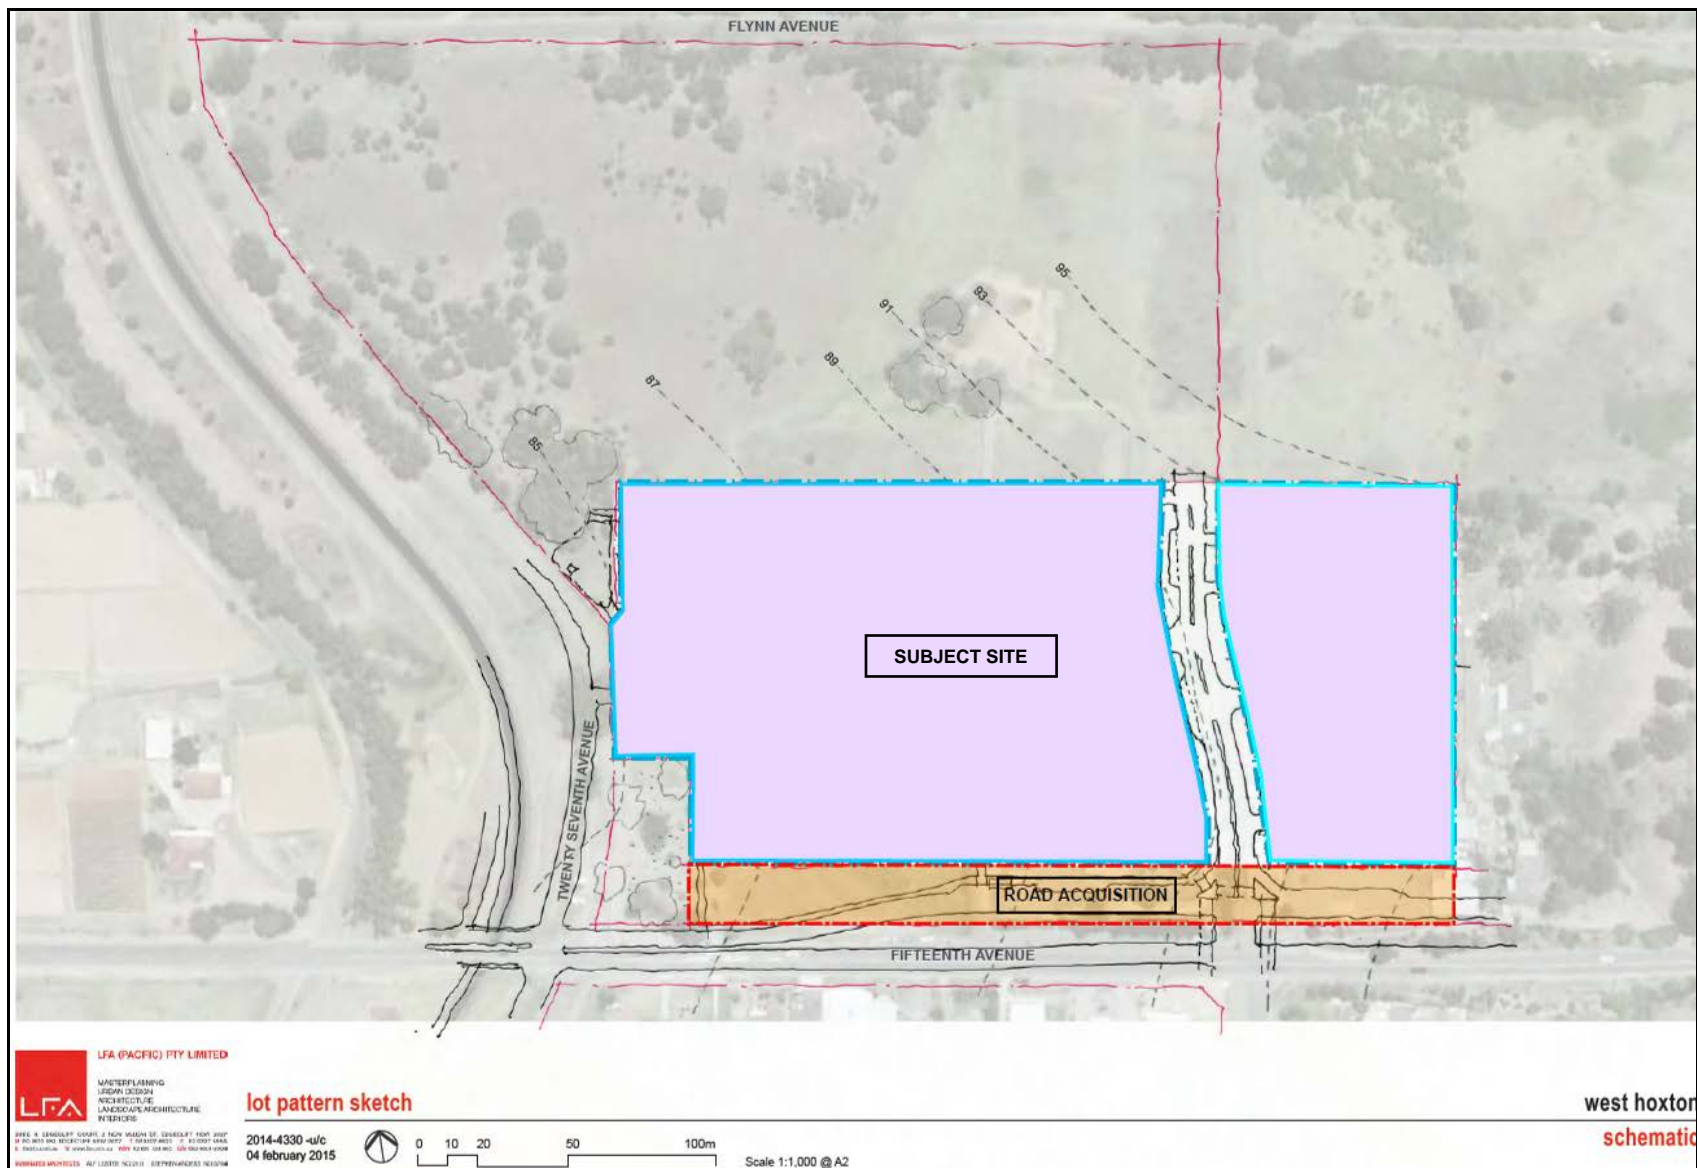 FLYNN AVENUE
95
93
91
89
87
85
SUBJECT SITE
TWENTY SEVENTH AVENUE
ROAD ACQUISITION
FIFTEENTH AVENUE
LFA
LFA (PACIFIC) PTY LIMITED
MASTERPLANNING
URBAN DESIGN
ARCHITECTURE
LANDSCAPE ARCHITECTURE
INTERIORS
lot pattern sketch
2014-4330 -u/c
04 february 2015
0 10 20 50 100m
Scale 1:1,000 @ A2
west hoxton
schematic